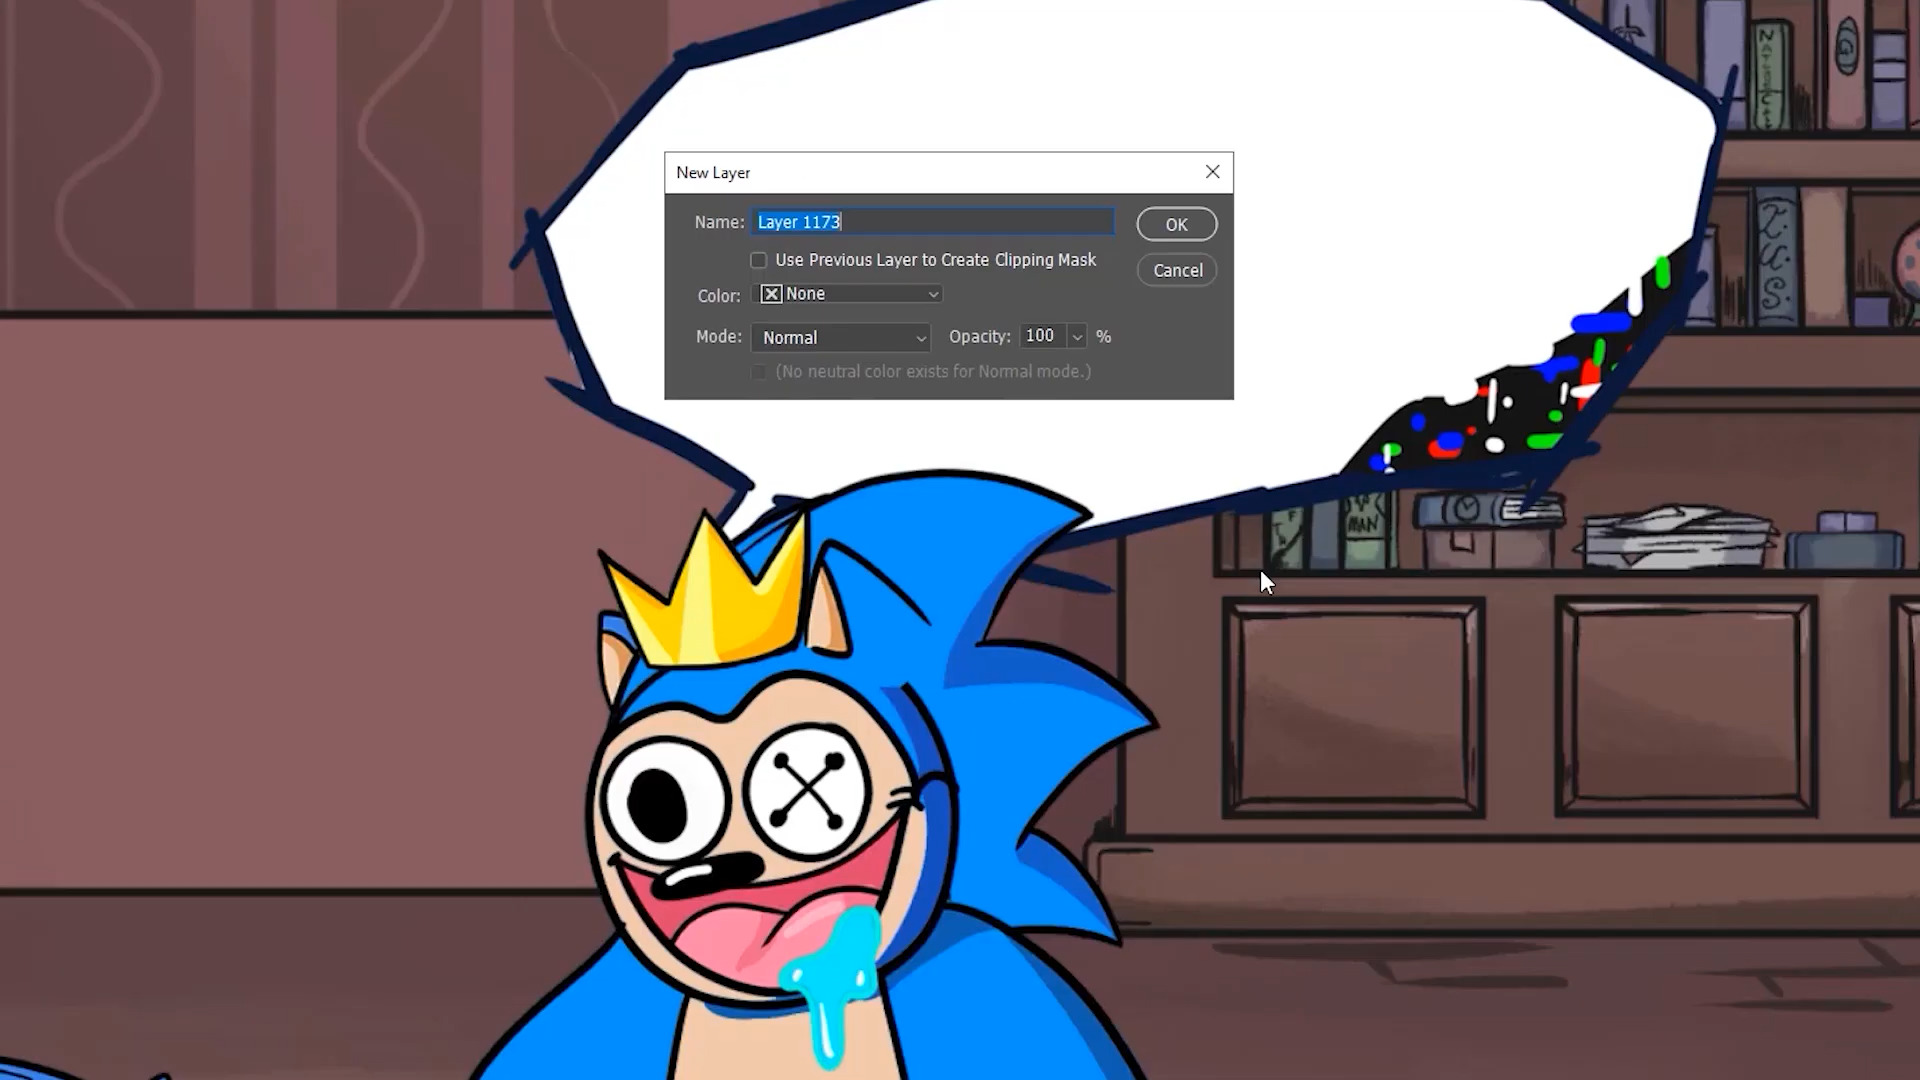 New Layer
Name: Layer 1173
OK
Use Previous Layer to Create Clipping Mask
Cancel
Color: None
Mode: Normal Opacity: 100 %
(No neutral color exists for Normal mode.)
MAN